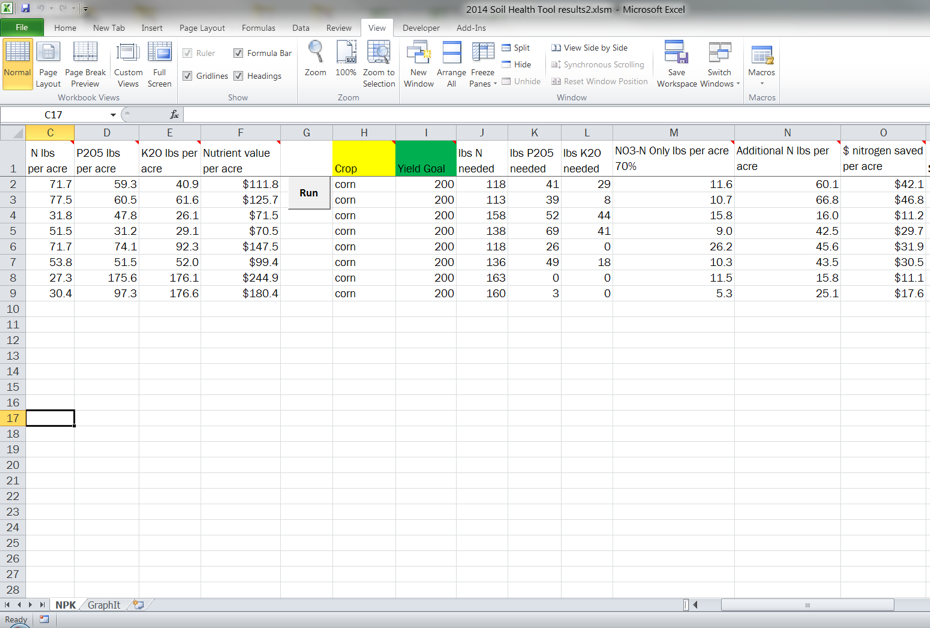 2014 Soil Health Tool results2.xlsm - Microsoft Excel
File Home New Tab Insert Page Layout Formulas Data Review View Developer Add-Ins
Normal Page Layout Page Break Preview Custom Views Full Screen
Workbook Views
Ruler Formula Bar
Gridlines Headings
Show
Zoom 100% Zoom to Selection
Zoom
New Window Arrange All Freeze Panes
Split
Hide
Unhide
View Side by Side
Synchronous Scrolling
Reset Window Position
Save Workspace Switch Windows
Window
Macros
Macros
C17 fx
C D E F G H I J K L M N O
1 N lbs per acre P205 lbs per acre K20 lbs per acre Nutrient value per acre Crop Yield Goal lbs N needed lbs P205 needed lbs K20 needed NO3-N Only lbs per acre 70% Additional N lbs per acre $ nitrogen saved per acre
Run
2 71.7 59.3 40.9 $111.8 corn 200 118 41 29 11.6 60.1 $42.1
3 77.5 60.5 61.6 $125.7 corn 200 113 39 8 10.7 66.8 $46.8
4 31.8 47.8 26.1 $71.5 corn 200 158 52 44 15.8 16.0 $11.2
5 51.5 31.2 29.1 $70.5 corn 200 138 69 41 9.0 42.5 $29.7
6 71.7 74.1 92.3 $147.5 corn 200 118 26 0 26.2 45.6 $31.9
7 53.8 51.5 52.0 $99.4 corn 200 136 49 18 10.3 43.5 $30.5
8 27.3 175.6 176.1 $244.9 corn 200 163 0 0 11.5 15.8 $11.1
9 30.4 97.3 176.6 $180.4 corn 200 160 3 0 5.3 25.1 $17.6
10
11
12
13
14
15
16
17
18
19
20
21
22
23
24
25
26
27
28
NPK GraphIt
Ready